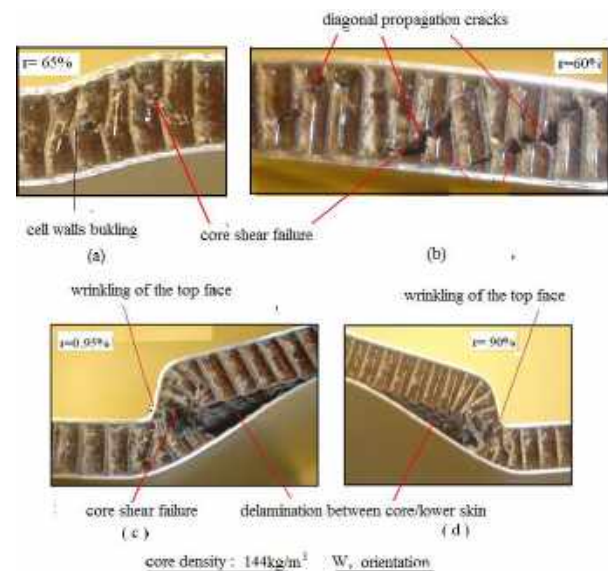 diagonal propagation cracks
r= 65%
r=60%
cell walls bukling
core shear failure
(a)
(b)
wrinkling of the top face
wrinkling of the top face
r=0.95%
r= 90%
core shear failure
delamination between core/lower skin
( c )
( d )
core density : 144kg/m³ W, orientation